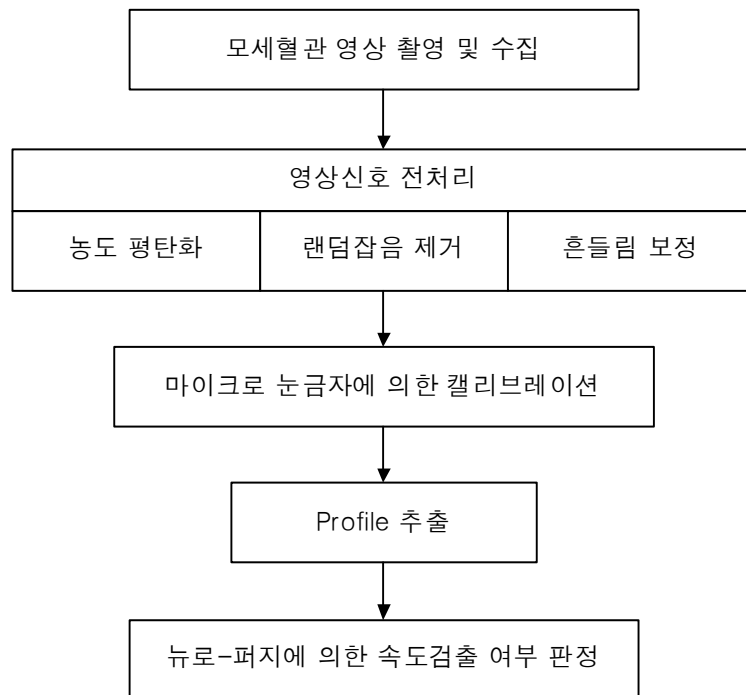 모세혈관 영상 촬영 및 수집
영상신호 전처리
농도 평탄화
랜덤잡음 제거
흔들림 보정
마이크로 눈금자에 의한 캘리브레이션
Profile 추출
뉴로-퍼지에 의한 속도검출 여부 판정